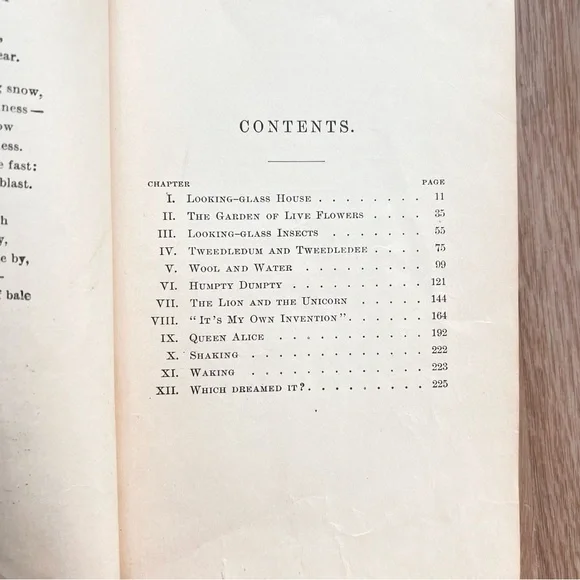 ear.
snow,
ness —
ow
ess.
e fast:
blast.
h
y,
e by,
-
bale
CONTENTS.
CHAPTER PAGE
I. Looking-glass House . . . . . . . . 11
II. The Garden of Live Flowers . . . . 35
III. Looking-glass Insects . . . . . . . 55
IV. Tweedledum and Tweedledee . . . . 75
V. Wool and Water . . . . . . . . . 99
VI. Humpty Dumpty . . . . . . . . . . 121
VII. The Lion and the Unicorn . . . . . 144
VIII. "It's My Own Invention" . . . . . . 164
IX. Queen Alice . . . . . . . . . . . 192
X. Shaking . . . . . . . . . . . . . 222
XI. Waking . . . . . . . . . . . . . 223
XII. Which dreamed it? . . . . . . . . . 225